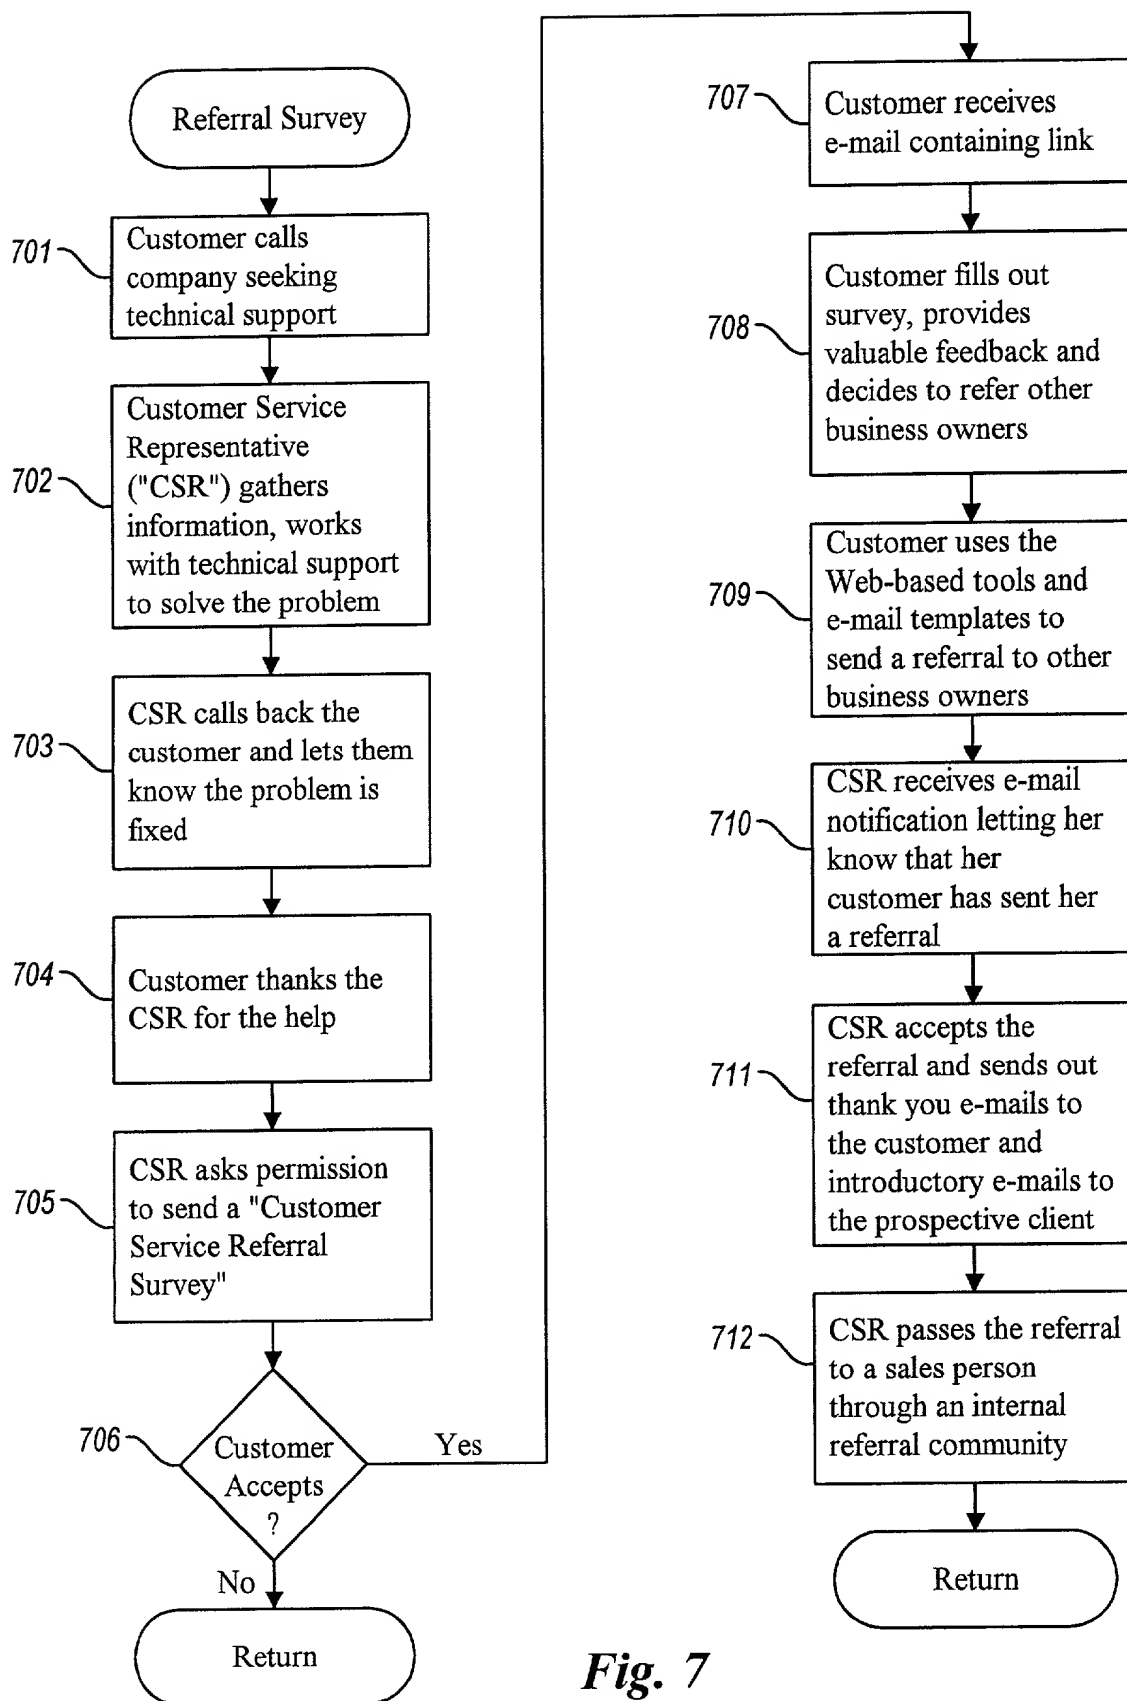 Referral Survey
701
Customer calls
company seeking
technical support
702
Customer Service
Representative
("CSR") gathers
information, works
with technical support
to solve the problem
703
CSR calls back the
customer and lets them
know the problem is
fixed
704
Customer thanks the
CSR for the help
705
CSR asks permission
to send a "Customer
Service Referral
Survey"
706
Customer
Accepts
?
Yes
No
Return
707
Customer receives
e-mail containing link
708
Customer fills out
survey, provides
valuable feedback and
decides to refer other
business owners
709
Customer uses the
Web-based tools and
e-mail templates to
send a referral to other
business owners
710
CSR receives e-mail
notification letting her
know that her
customer has sent her
a referral
711
CSR accepts the
referral and sends out
thank you e-mails to
the customer and
introductory e-mails to
the prospective client
712
CSR passes the referral
to a sales person
through an internal
referral community
Return
Fig. 7